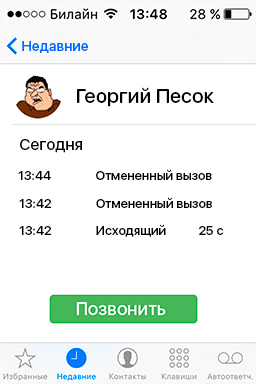 Билайн 13:48 28 %
Недавние
Георгий Песок
Сегодня
13:44 Отмененный вызов
13:42 Отмененный вызов
13:42 Исходящий 25 с
Позвонить
Избранные Недавние Контакты Клавиши Автоответч.